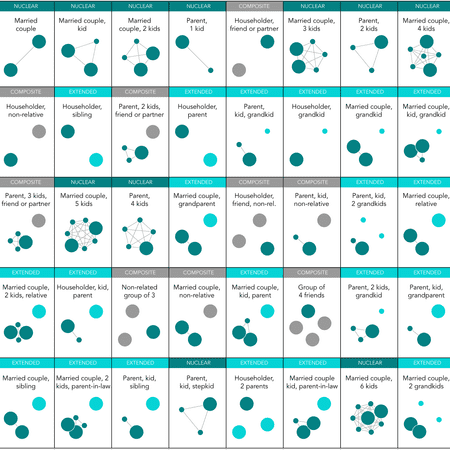 NUCLEAR
Married
couple
NUCLEAR
Married couple,
kid
NUCLEAR
Married
couple, 2 kids
NUCLEAR
Parent,
1 kid
COMPOSITE
Householder,
friend or partner
NUCLEAR
Married couple,
3 kids
NUCLEAR
Parent,
2 kids
NUCLEAR
Married couple,
4 kids
COMPOSITE
Householder,
non-relative
EXTENDED
Householder,
sibling
COMPOSITE
Parent, 2 kids,
friend or partner
EXTENDED
Householder,
parent
EXTENDED
Parent,
kid, grandkid
EXTENDED
Householder,
grandkid
EXTENDED
Married couple,
grandkid
EXTENDED
Married couple,
kid, grandkid
COMPOSITE
Parent, 3 kids,
friend or partner
NUCLEAR
Married couple,
5 kids
NUCLEAR
Parent,
4 kids
EXTENDED
Married couple,
grandparent
COMPOSITE
Householder,
friend, non-rel.
COMPOSITE
Parent, kid,
non-relative
EXTENDED
Parent, kid,
2 grandkids
EXTENDED
Married couple,
relative
EXTENDED
Married couple,
2 kids, relative
EXTENDED
Householder, kid,
parent
COMPOSITE
Non-related
group of 3
COMPOSITE
Married couple,
non-relative
EXTENDED
Married couple,
kid, parent
COMPOSITE
Group of
4 friends
EXTENDED
Parent, 2 kids,
grandkid
EXTENDED
Parent, kid,
grandparent
EXTENDED
Married couple,
sibling
EXTENDED
Married couple, 2
kids, parent-in-law
EXTENDED
Parent, kid,
sibling
NUCLEAR
Parent,
kid, stepkid
EXTENDED
Householder,
2 parents
EXTENDED
Married couple,
kid, parent-in-law
NUCLEAR
Married couple,
6 kids
EXTENDED
Married couple,
2 grandkids